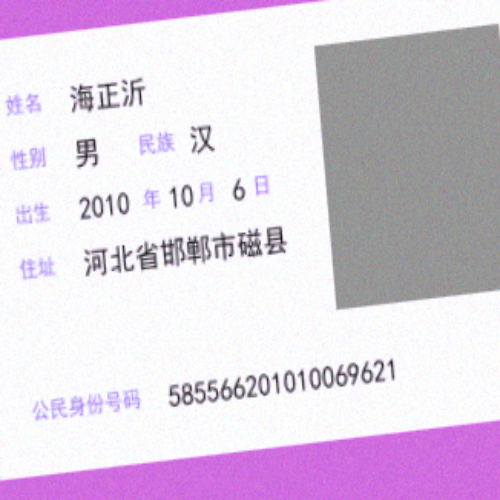 姓名 海正沂
性别 男 民族 汉
出生 2010 年 10 月 6 日
住址 河北省邯郸市磁县
公民身份号码 585566201010069621